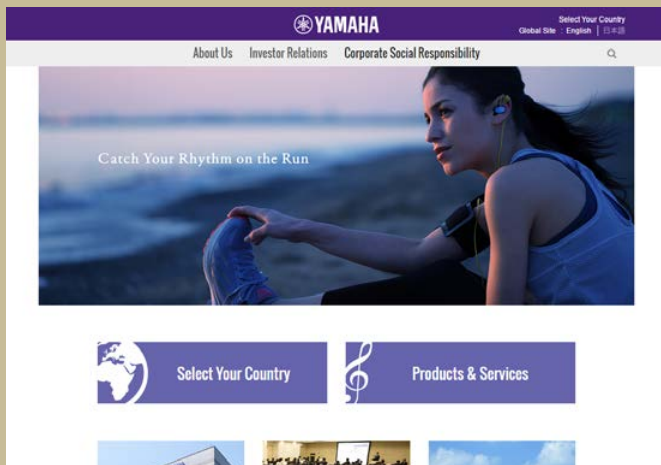 YAMAHA
Select Your Country
Global Site : English | 日本語
About Us Investor Relations Corporate Social Responsibility
Catch Your Rhythm on the Run
Select Your Country
Products & Services